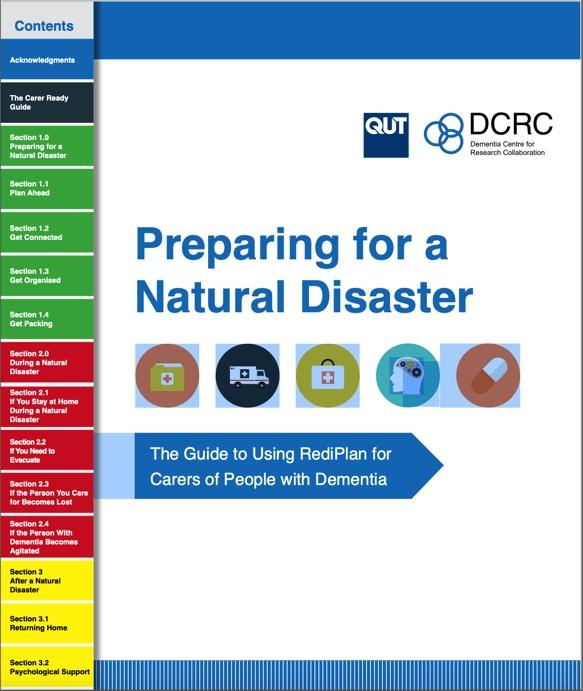 Contents
Acknowledgments
The Carer Ready
Guide
Section 1.0
Preparing for a
Natural Disaster
Section 1.1
Plan Ahead
Section 1.2
Get Connected
Section 1.3
Get Organised
Section 1.4
Get Packing
Section 2.0
During a Natural
Disaster
Section 2.1
If You Stay at Home
During a Natural
Disaster
Section 2.2
If You Need to
Evacuate
Section 2.3
If the Person You Care
for Becomes Lost
Section 2.4
If the Person With
Dementia Becomes
Agitated
Section 3
After a Natural
Disaster
Section 3.1
Returning Home
Section 3.2
Psychological Support
QUT
DCRC
Dementia Centre for
Research Collaboration
Preparing for a
Natural Disaster
The Guide to Using RediPlan for
Carers of People with Dementia